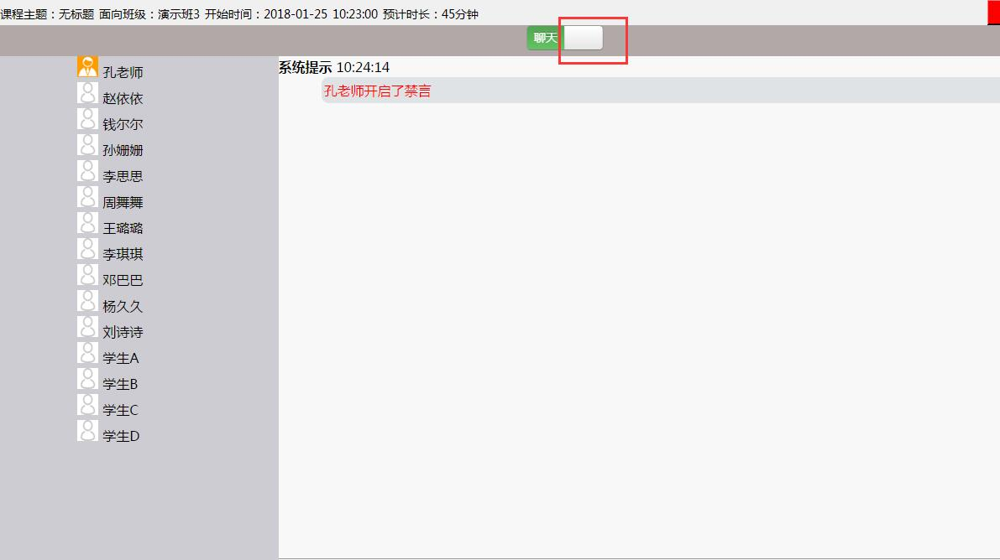 课程主题：无标题 面向班级：演示班3 开始时间：2018-01-25 10:23:00 预计时长：45分钟
聊天
孔老师
赵依依
钱尔尔
孙姗姗
李思思
周舞舞
王璐璐
李琪琪
邓巴巴
杨久久
刘诗诗
学生A
学生B
学生C
学生D
系统提示 10:24:14
孔老师开启了禁言